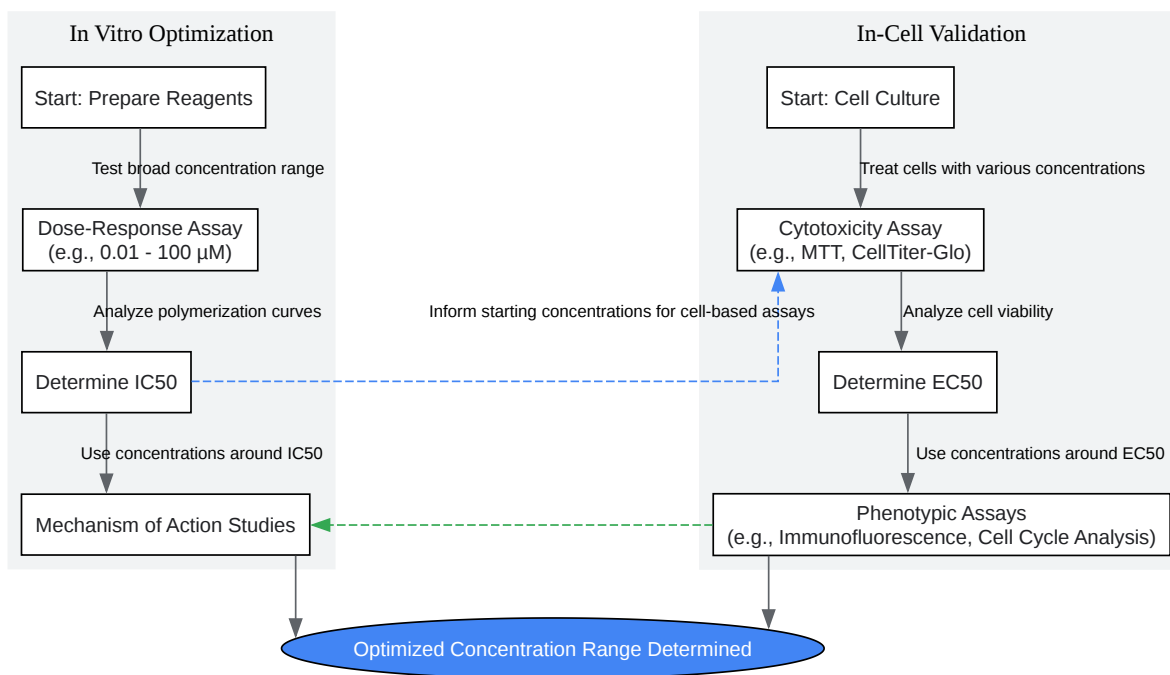 In Vitro Optimization
Start: Prepare Reagents
Test broad concentration range
Dose-Response Assay
(e.g., 0.01 - 100 µM)
Analyze polymerization curves
Determine IC50
Use concentrations around IC50
Mechanism of Action Studies
Inform starting concentrations for cell-based assays
In-Cell Validation
Start: Cell Culture
Treat cells with various concentrations
Cytotoxicity Assay
(e.g., MTT, CellTiter-Glo)
Analyze cell viability
Determine EC50
Use concentrations around EC50
Phenotypic Assays
(e.g., Immunofluorescence, Cell Cycle Analysis)
Optimized Concentration Range Determined